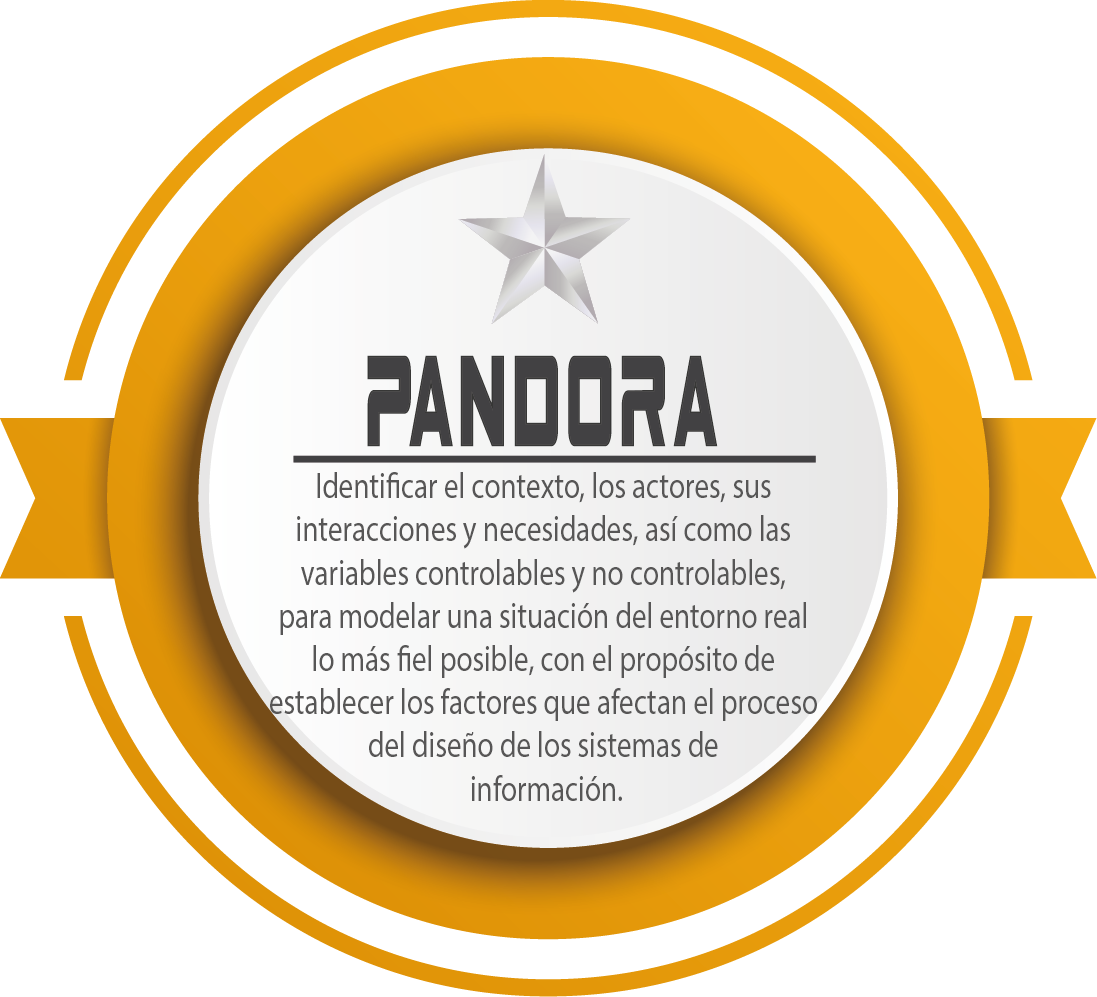 PANDORA
Identificar el contexto, los actores, sus
interacciones y necesidades, así como las
variables controlables y no controlables,
para modelar una situación del entorno real
lo más fiel posible, con el propósito de
establecer los factores que afectan el proceso
del diseño de los sistemas de
información.